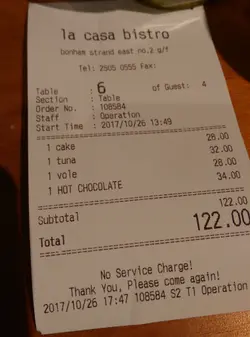 la casa bistro
bonham strand east no.2 g/f
Tel: 2905 0555 Fax:
Table : 6 of Guest: 4
Section : Table
Order No. : 108584
Staff : Operation
Start Time : 2017/10/26 13:49
1 cake 28.00
1 tuna 32.00
1 vole 28.00
1 HOT CHOCOLATE 34.00
Subtotal 122.00
Total 122.00
No Service Charge!
Thank You, Please come again!
2017/10/26 17:47 108584 S2 T1 Operation